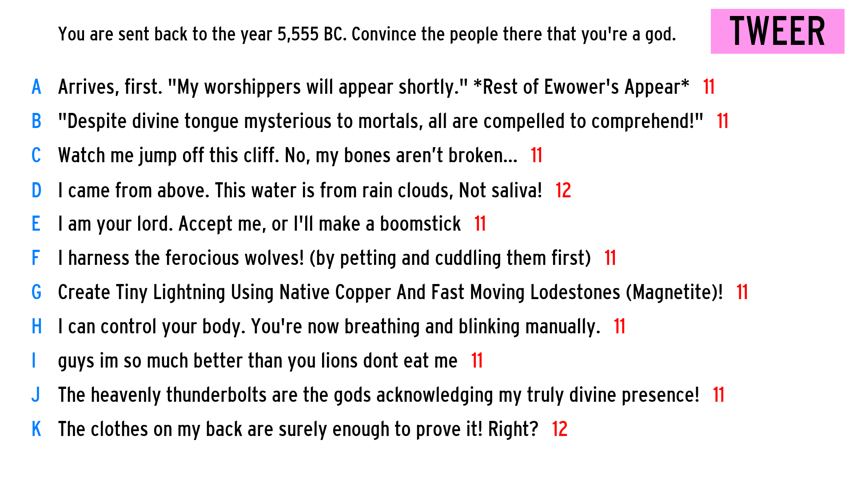 You are sent back to the year 5,555 BC. Convince the people there that you're a god.
TWEER
A Arrives, first. "My worshippers will appear shortly." *Rest of Ewower's Appear* 11
B "Despite divine tongue mysterious to mortals, all are compelled to comprehend!" 11
C Watch me jump off this cliff. No, my bones aren’t broken... 11
D I came from above. This water is from rain clouds, Not saliva! 12
E I am your lord. Accept me, or I'll make a boomstick 11
F I harness the ferocious wolves! (by petting and cuddling them first) 11
G Create Tiny Lightning Using Native Copper And Fast Moving Lodestones (Magnetite)! 11
H I can control your body. You're now breathing and blinking manually. 11
I guys im so much better than you lions dont eat me 11
J The heavenly thunderbolts are the gods acknowledging my truly divine presence! 11
K The clothes on my back are surely enough to prove it! Right? 12